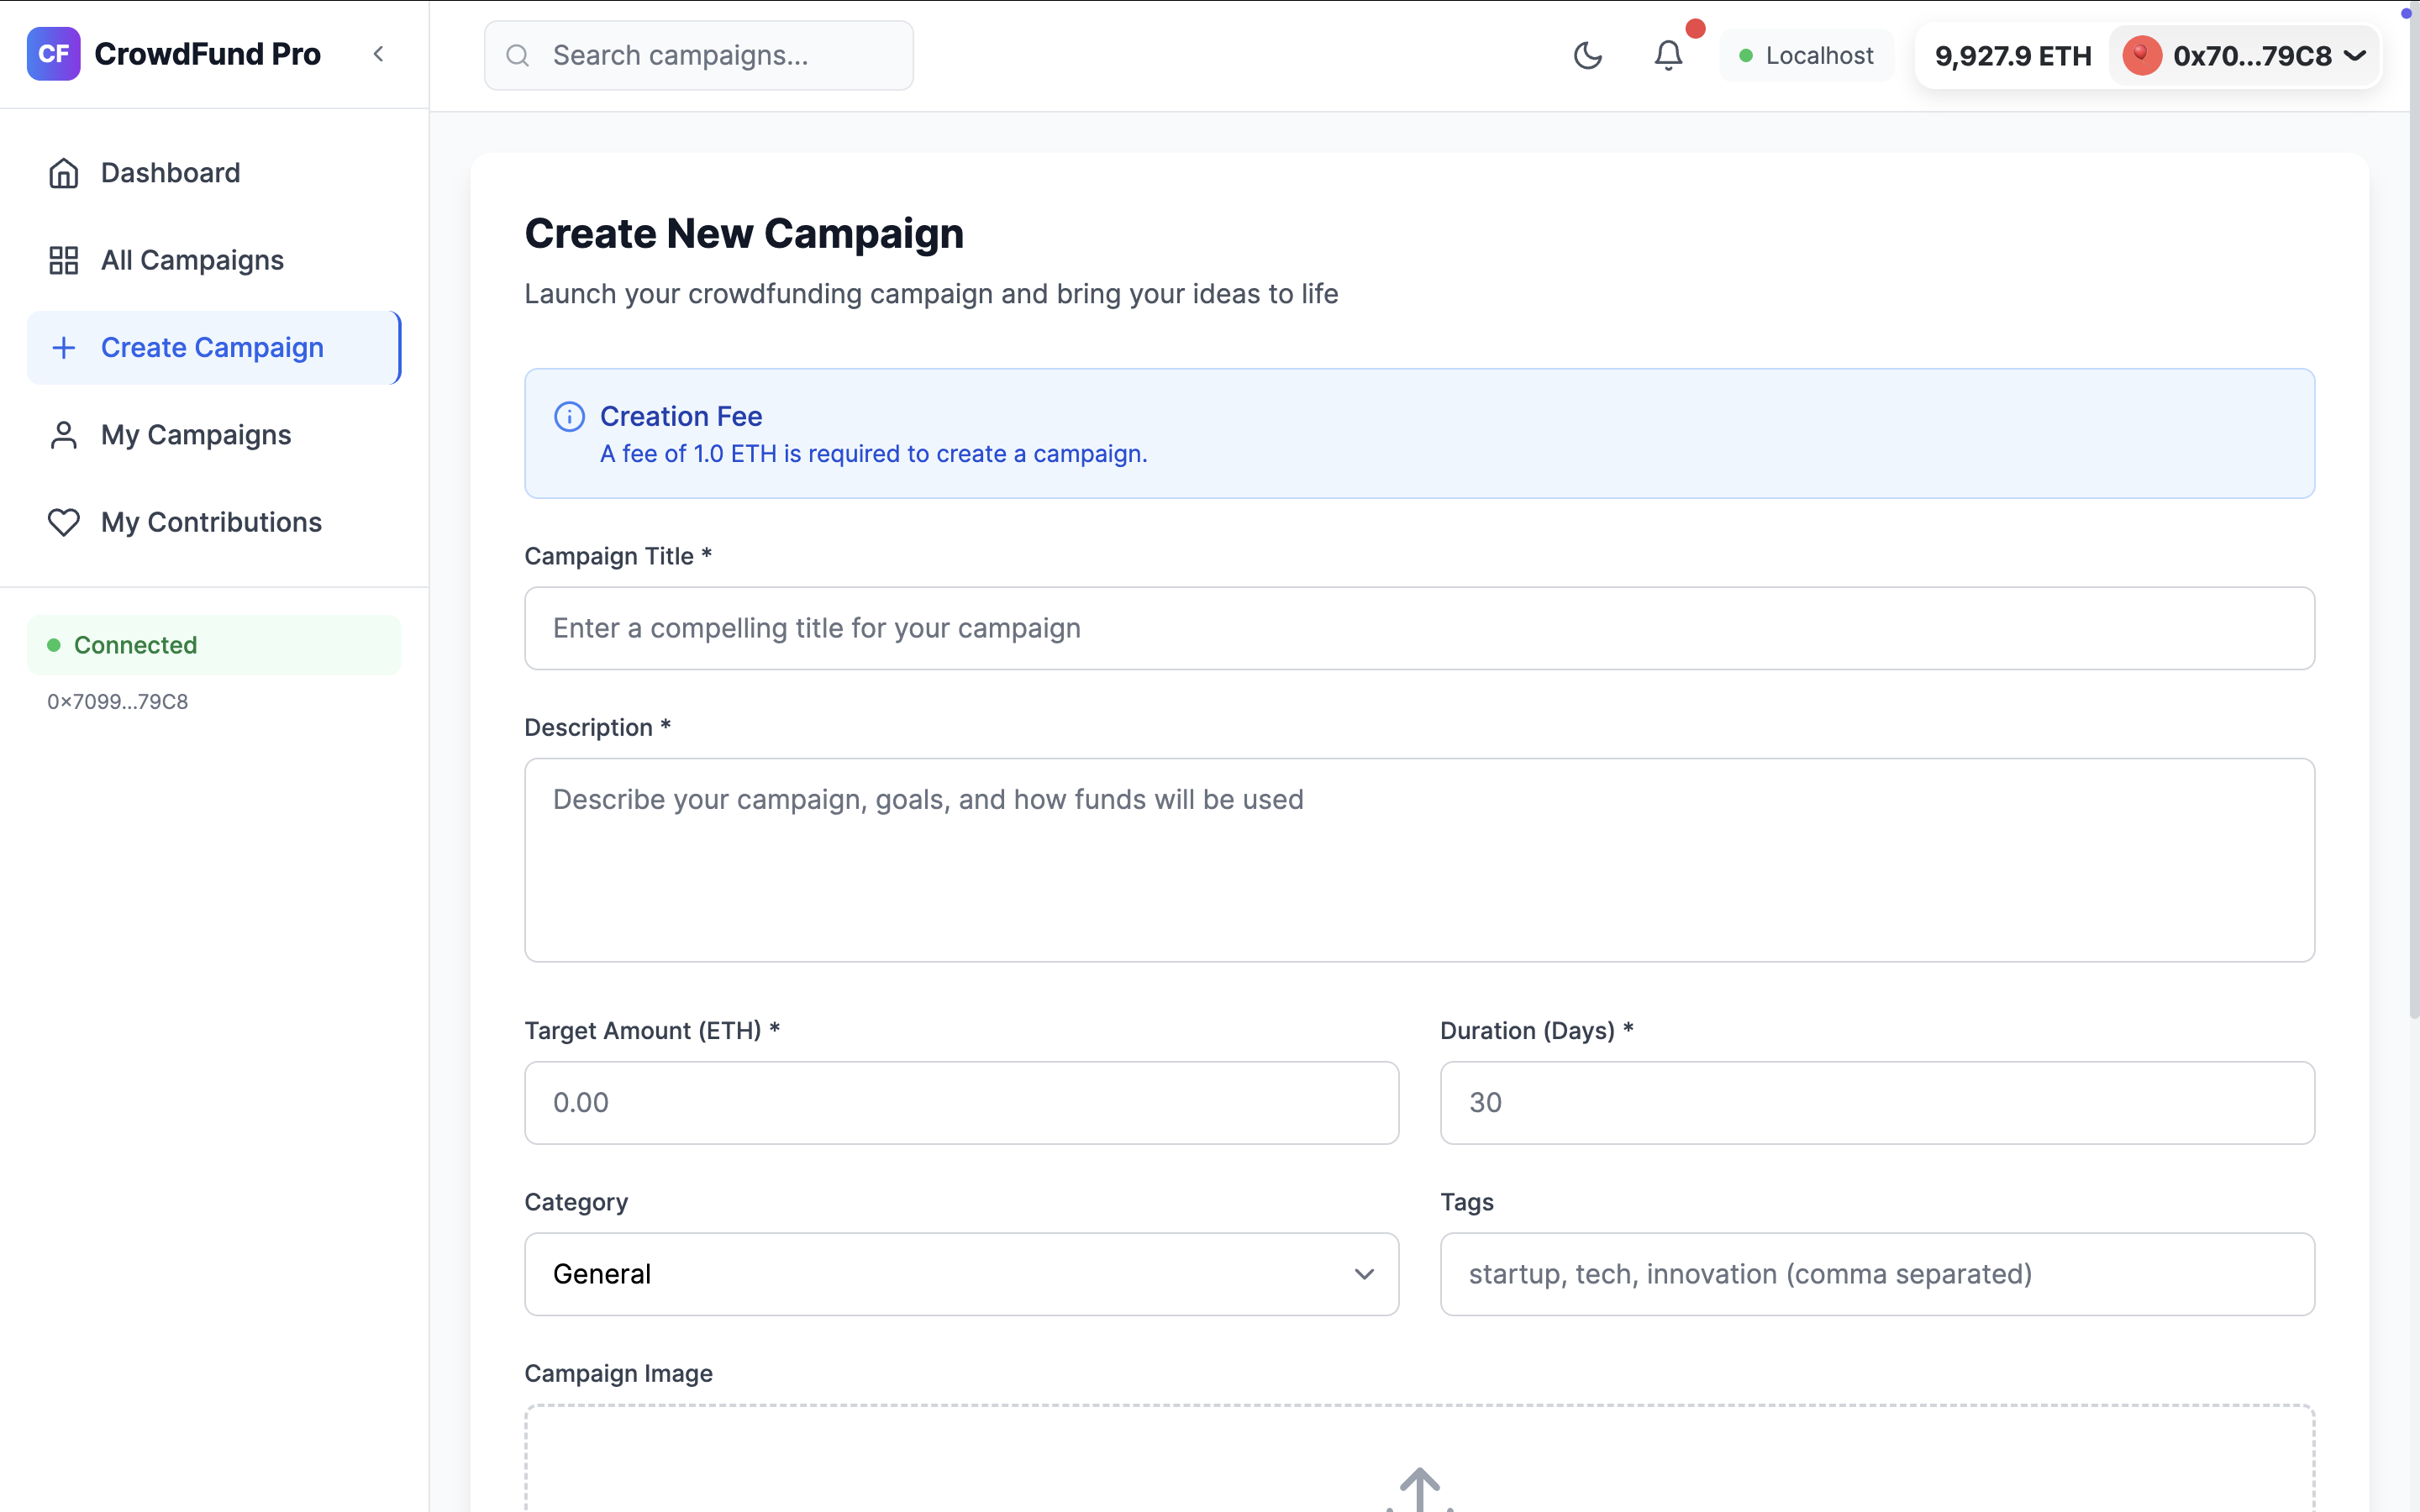 CF CrowdFund Pro
Dashboard
All Campaigns
Create Campaign
My Campaigns
My Contributions
Connected
0×7099...79C8
Search campaigns...
Localhost
9,927.9 ETH
0x70...79C8
Create New Campaign
Launch your crowdfunding campaign and bring your ideas to life
Creation Fee
A fee of 1.0 ETH is required to create a campaign.
Campaign Title *
Enter a compelling title for your campaign
Description *
Describe your campaign, goals, and how funds will be used
Target Amount (ETH) *
0.00
Duration (Days) *
30
Category
General
Tags
startup, tech, innovation (comma separated)
Campaign Image